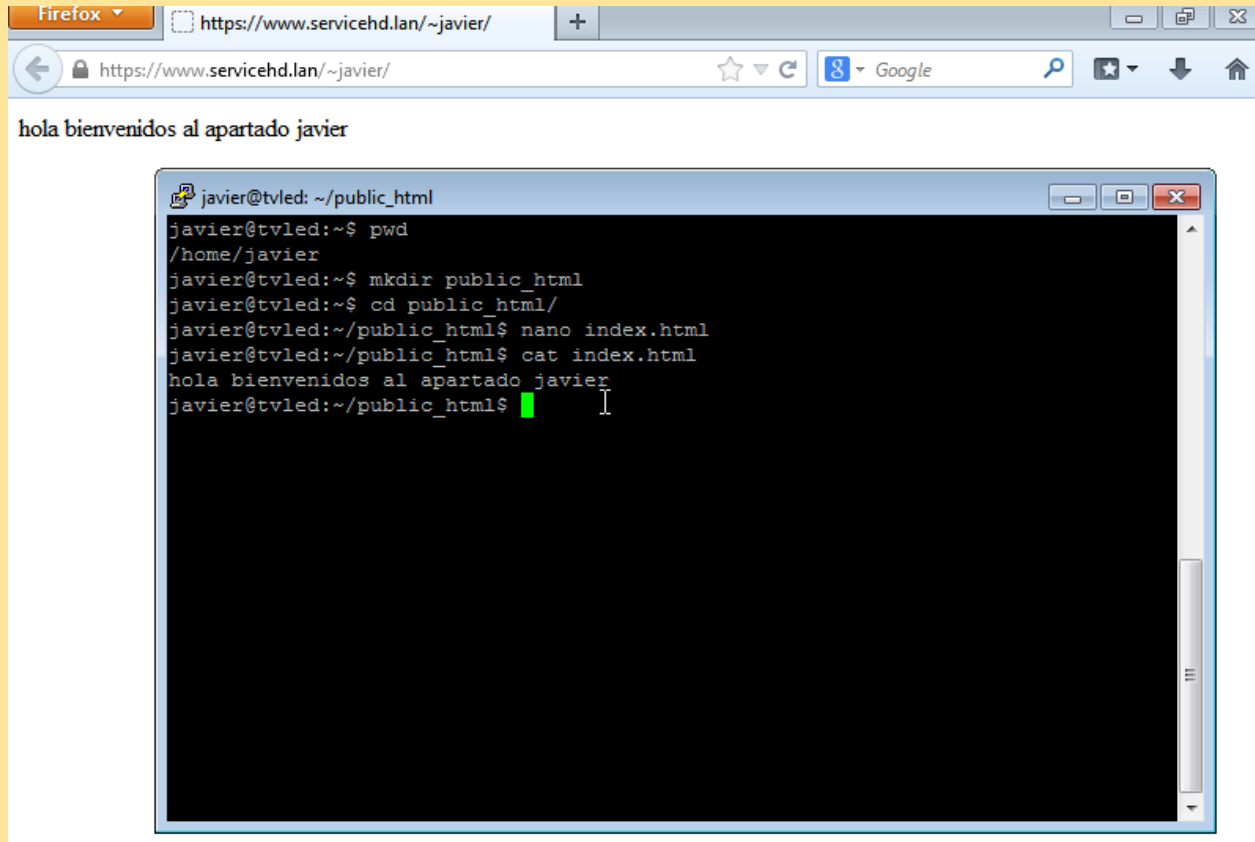 Firefox
https://www.servicehd.lan/~javier/
+
https://www.servicehd.lan/~javier/
8 Google
hola bienvenidos al apartado javier
javier@tvled: ~/public_html
javier@tvled:~$ pwd
/home/javier
javier@tvled:~$ mkdir public_html
javier@tvled:~$ cd public_html/
javier@tvled:~/public_html$ nano index.html
javier@tvled:~/public_html$ cat index.html
hola bienvenidos al apartado javier
javier@tvled:~/public_html$